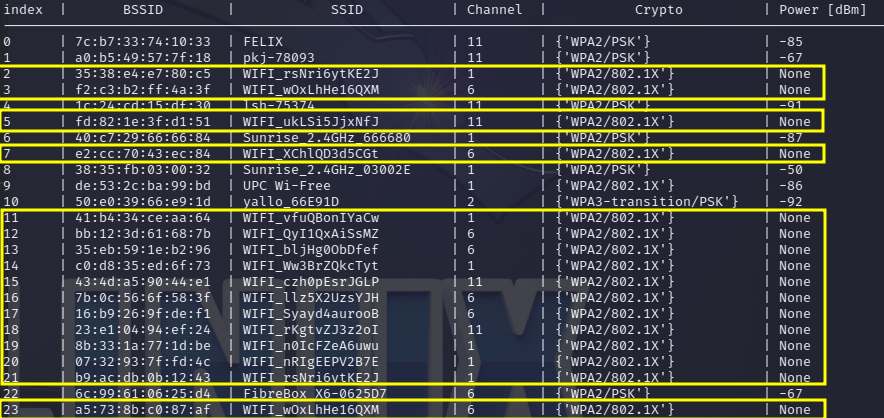 index | BSSID | SSID | Channel | Crypto | Power [dBm]
0 | 7c:b7:33:74:10:33 | FELIX | 11 | {'WPA2/PSK'} | -85
1 | a0:b5:49:57:7f:18 | pkj-78093 | 11 | {'WPA2/PSK'} | -67
2 | 35:38:e4:e7:80:c5 | WIFI_rsNri6ytKE2J | 1 | {'WPA2/802.1X'} | None
3 | f2:c3:b2:ff:4a:3f | WIFI_wOxLhHe16QXM | 6 | {'WPA2/802.1X'} | None
4 | 1c:24:cd:15:df:30 | lsh-75374 | 11 | {'WPA2/PSK'} | -91
5 | fd:82:1e:3f:d1:51 | WIFI_ukLSi5JjxNfJ | 11 | {'WPA2/802.1X'} | None
6 | 40:c7:29:66:66:84 | Sunrise_2.4GHz_666680 | 1 | {'WPA2/PSK'} | -87
7 | e2:cc:70:43:ec:84 | WIFI_XChlQD3d5CGt | 6 | {'WPA2/802.1X'} | None
8 | 38:35:fb:03:00:32 | Sunrise_2.4GHz_03002E | 1 | {'WPA2/PSK'} | -50
9 | de:53:2c:ba:99:bd | UPC Wi-Free | 1 | {'WPA2/802.1X'} | -86
10 | 50:e0:39:66:e9:1d | yallo_66E91D | 2 | {'WPA3-transition/PSK'} | -92
11 | 41:b4:34:ce:aa:64 | WIFI_vfuQBonIYaCw | 1 | {'WPA2/802.1X'} | None
12 | bb:12:3d:61:68:7b | WIFI_QyI1QxAiSsMZ | 6 | {'WPA2/802.1X'} | None
13 | 35:eb:59:1e:b2:96 | WIFI_bljHg0ObDfef | 6 | {'WPA2/802.1X'} | None
14 | c0:d8:35:ed:6f:73 | WIFI_Ww3BrZQkcTyt | 1 | {'WPA2/802.1X'} | None
15 | 43:4d:a5:90:44:e1 | WIFI_czh0pEsrJGLP | 11 | {'WPA2/802.1X'} | None
16 | 7b:0c:56:6f:58:3f | WIFI_llz5X2UzsYJH | 6 | {'WPA2/802.1X'} | None
17 | 16:b9:26:9f:de:f1 | WIFI_Syayd4aurooB | 6 | {'WPA2/802.1X'} | None
18 | 23:e1:04:94:ef:24 | WIFI_rKgtvZJ3z2oI | 11 | {'WPA2/802.1X'} | None
19 | 8b:33:1a:77:1d:be | WIFI_n0IcFZeA6uwu | 1 | {'WPA2/802.1X'} | None
20 | 07:32:93:7f:fd:4c | WIFI_nRIgEEPV2B7E | 1 | {'WPA2/802.1X'} | None
21 | b9:ac:db:0b:12:43 | WIFI_rsNri6ytKE2J | 1 | {'WPA2/802.1X'} | None
22 | 6c:99:61:06:25:d4 | FibreBox_X6-0625D7 | 1 | {'WPA2/PSK'} | -67
23 | a5:73:8b:c0:87:af | WIFI_wOxLhHe16QXM | 6 | {'WPA2/802.1X'} | None